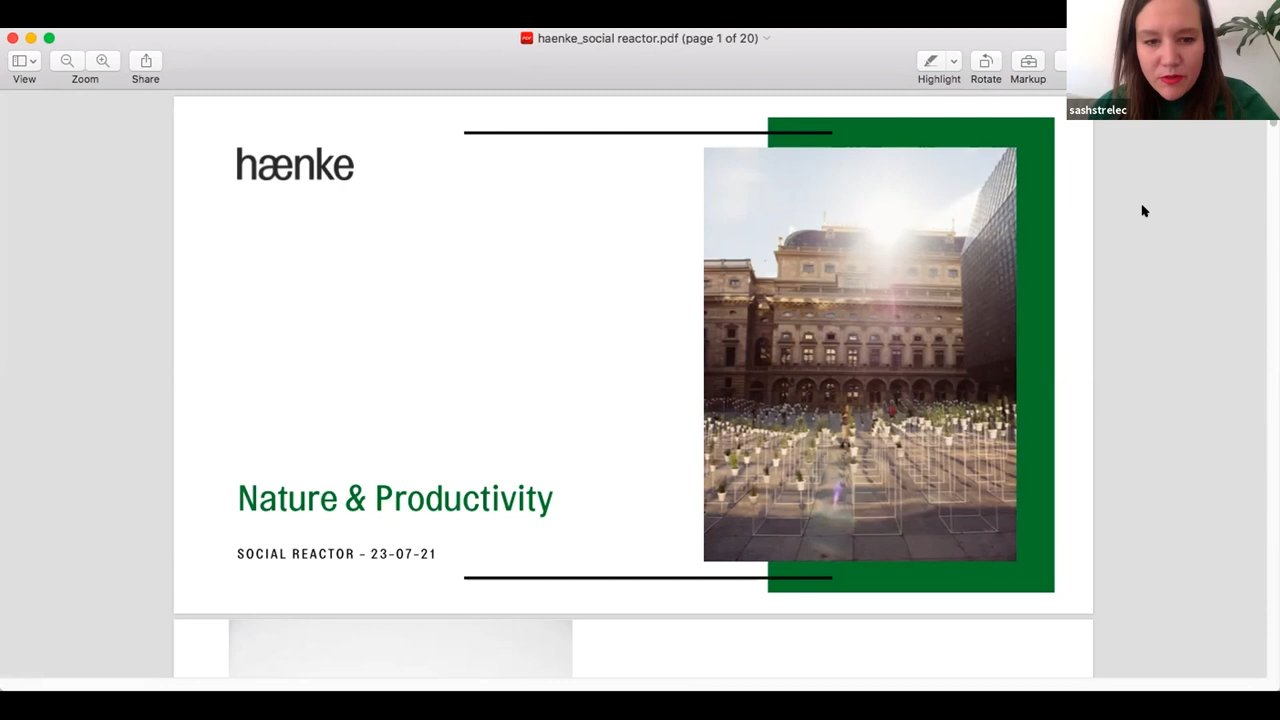 haenke_social reactor.pdf (page 1 of 20)
View
Zoom
Share
Highlight
Rotate
Markup
sashstrelec
hænke
Nature & Productivity
SOCIAL REACTOR – 23-07-21